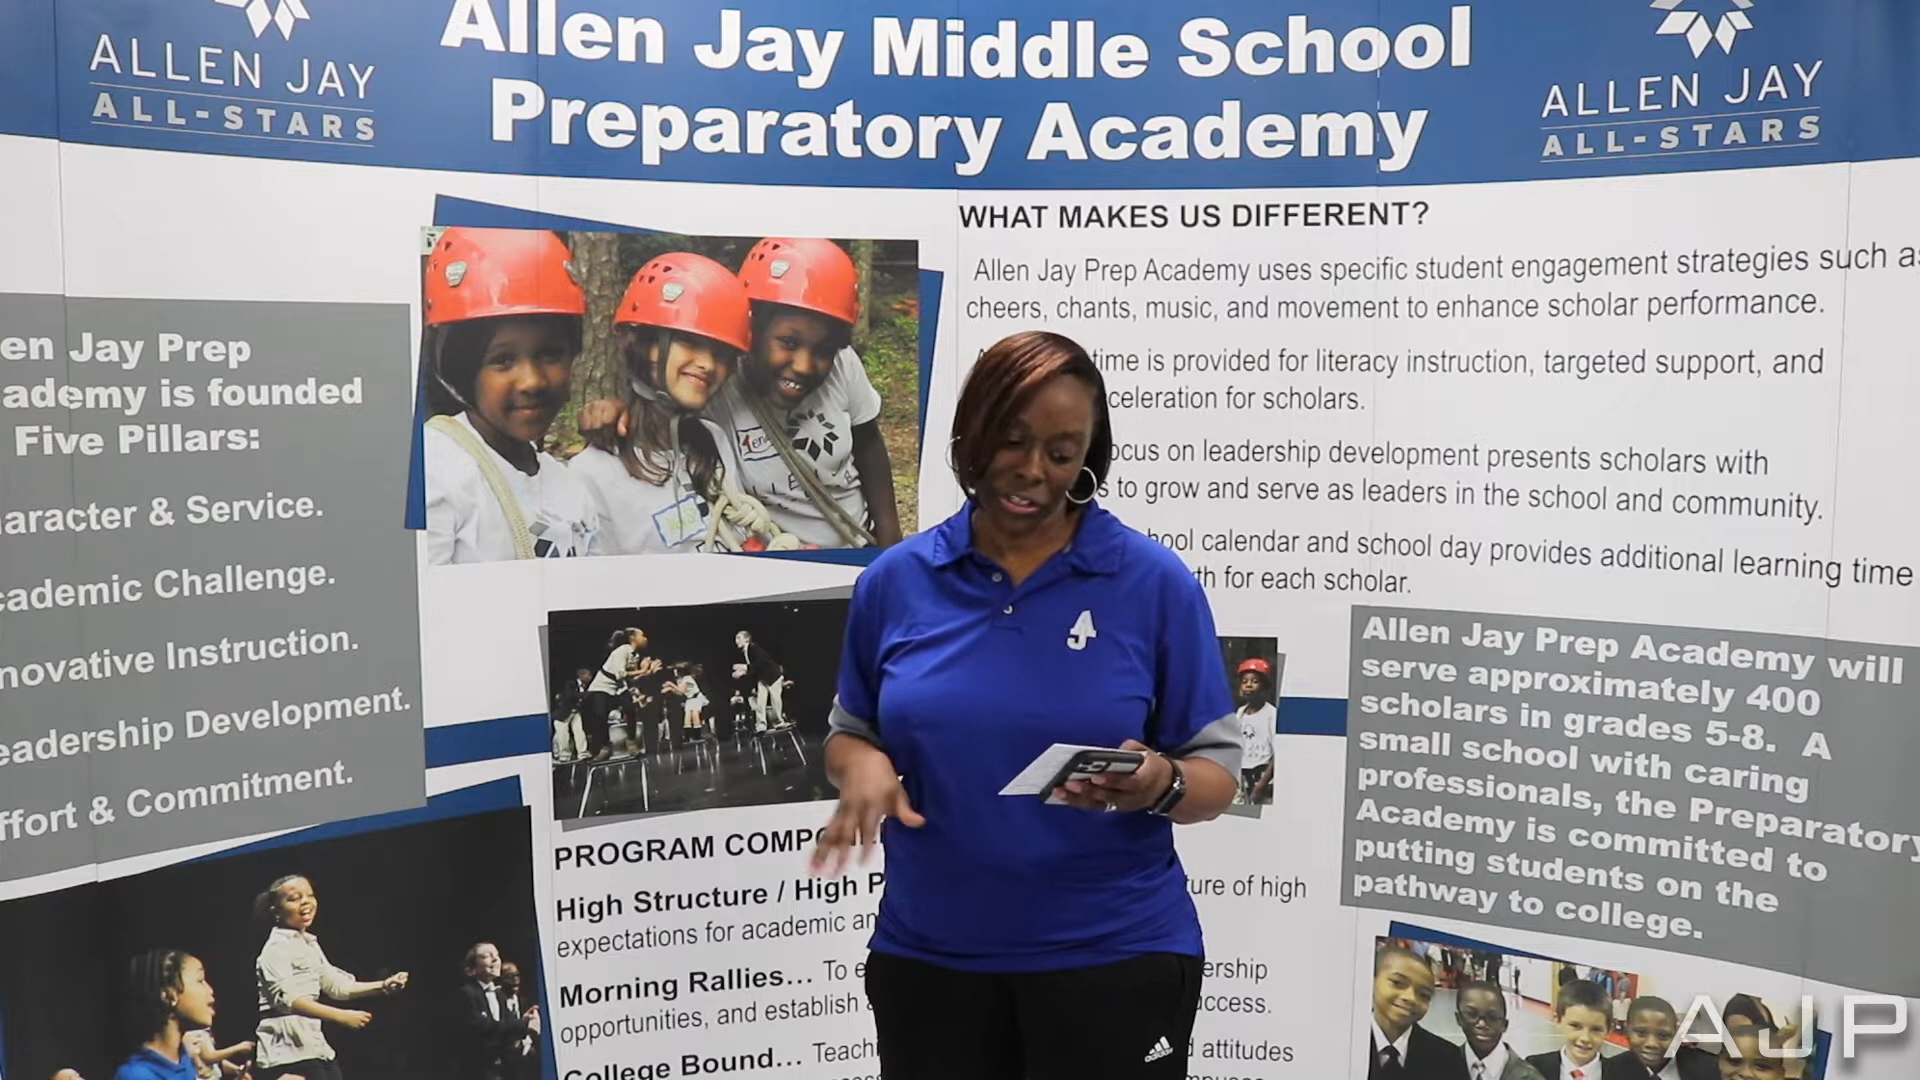 ALLEN JAY
ALL-STARS
Allen Jay Middle School
Preparatory Academy
ALLEN JAY
ALL-STARS
en Jay Prep
ademy is founded
Five Pillars:
aracter & Service.
cademic Challenge.
novative Instruction.
eadership Development.
ffort & Commitment.
WHAT MAKES US DIFFERENT?
Allen Jay Prep Academy uses specific student engagement strategies such as
cheers, chants, music, and movement to enhance scholar performance.
time is provided for literacy instruction, targeted support, and
celeration for scholars.
ocus on leadership development presents scholars with
s to grow and serve as leaders in the school and community.
hool calendar and school day provides additional learning time
th for each scholar.
Allen Jay Prep Academy will
serve approximately 400
scholars in grades 5-8. A
small school with caring
professionals, the Preparatory
Academy is committed to
putting students on the
pathway to college.
PROGRAM COMPO
High Structure / High P ure of high
expectations for academic an
Morning Rallies... To e ership
opportunities, and establish a uccess.
College Bound... Teachi d attitudes
AJ
adidas
AJP